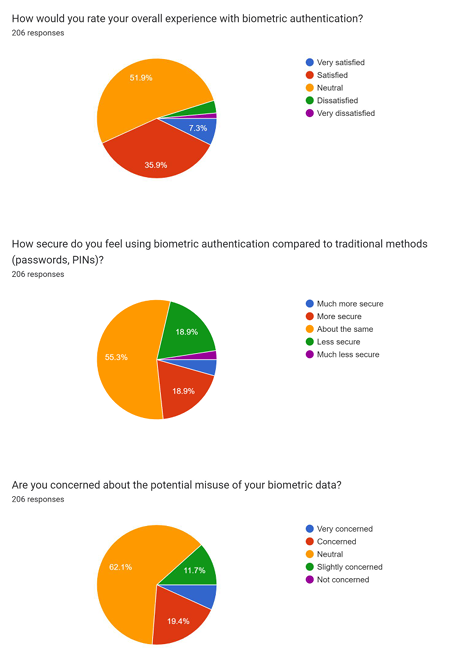 How would you rate your overall experience with biometric authentication?
206 responses
51.9%
7.3%
35.9%
Very satisfied
Satisfied
Neutral
Dissatisfied
Very dissatisfied
How secure do you feel using biometric authentication compared to traditional methods
(passwords, PINs)?
206 responses
18.9%
55.3%
18.9%
Much more secure
More secure
About the same
Less secure
Much less secure
Are you concerned about the potential misuse of your biometric data?
206 responses
62.1%
11.7%
19.4%
Very concerned
Concerned
Neutral
Slightly concerned
Not concerned